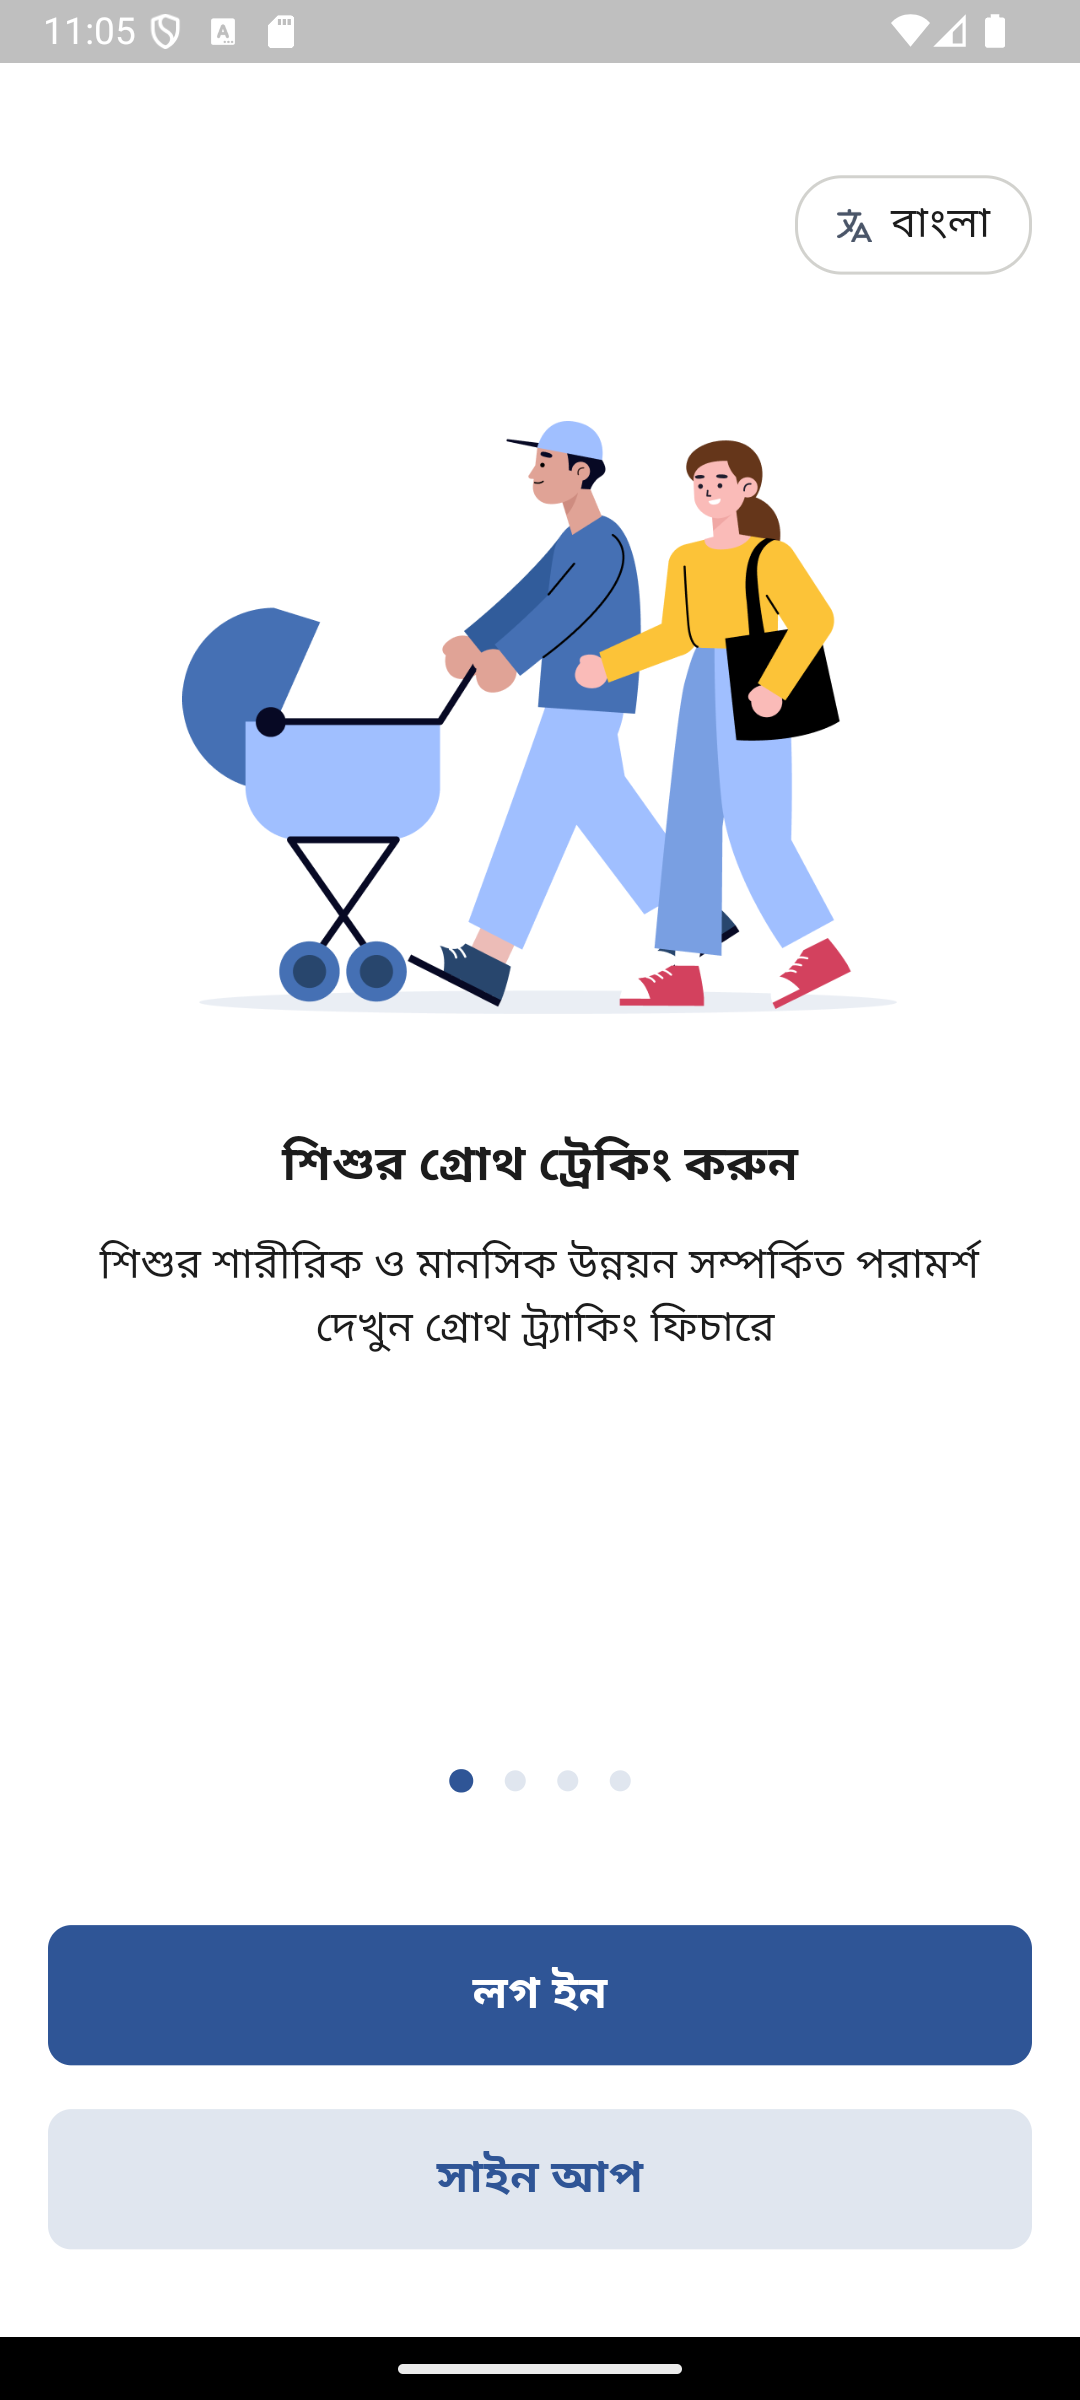 11:05
বাংলা
শিশুর গ্রোথ ট্রেকিং করুন
শিশুর শারীরিক ও মানসিক উন্নয়ন সম্পর্কিত পরামর্শ
দেখুন গ্রোথ ট্র্যাকিং ফিচারে
লগ ইন
সাইন আপ